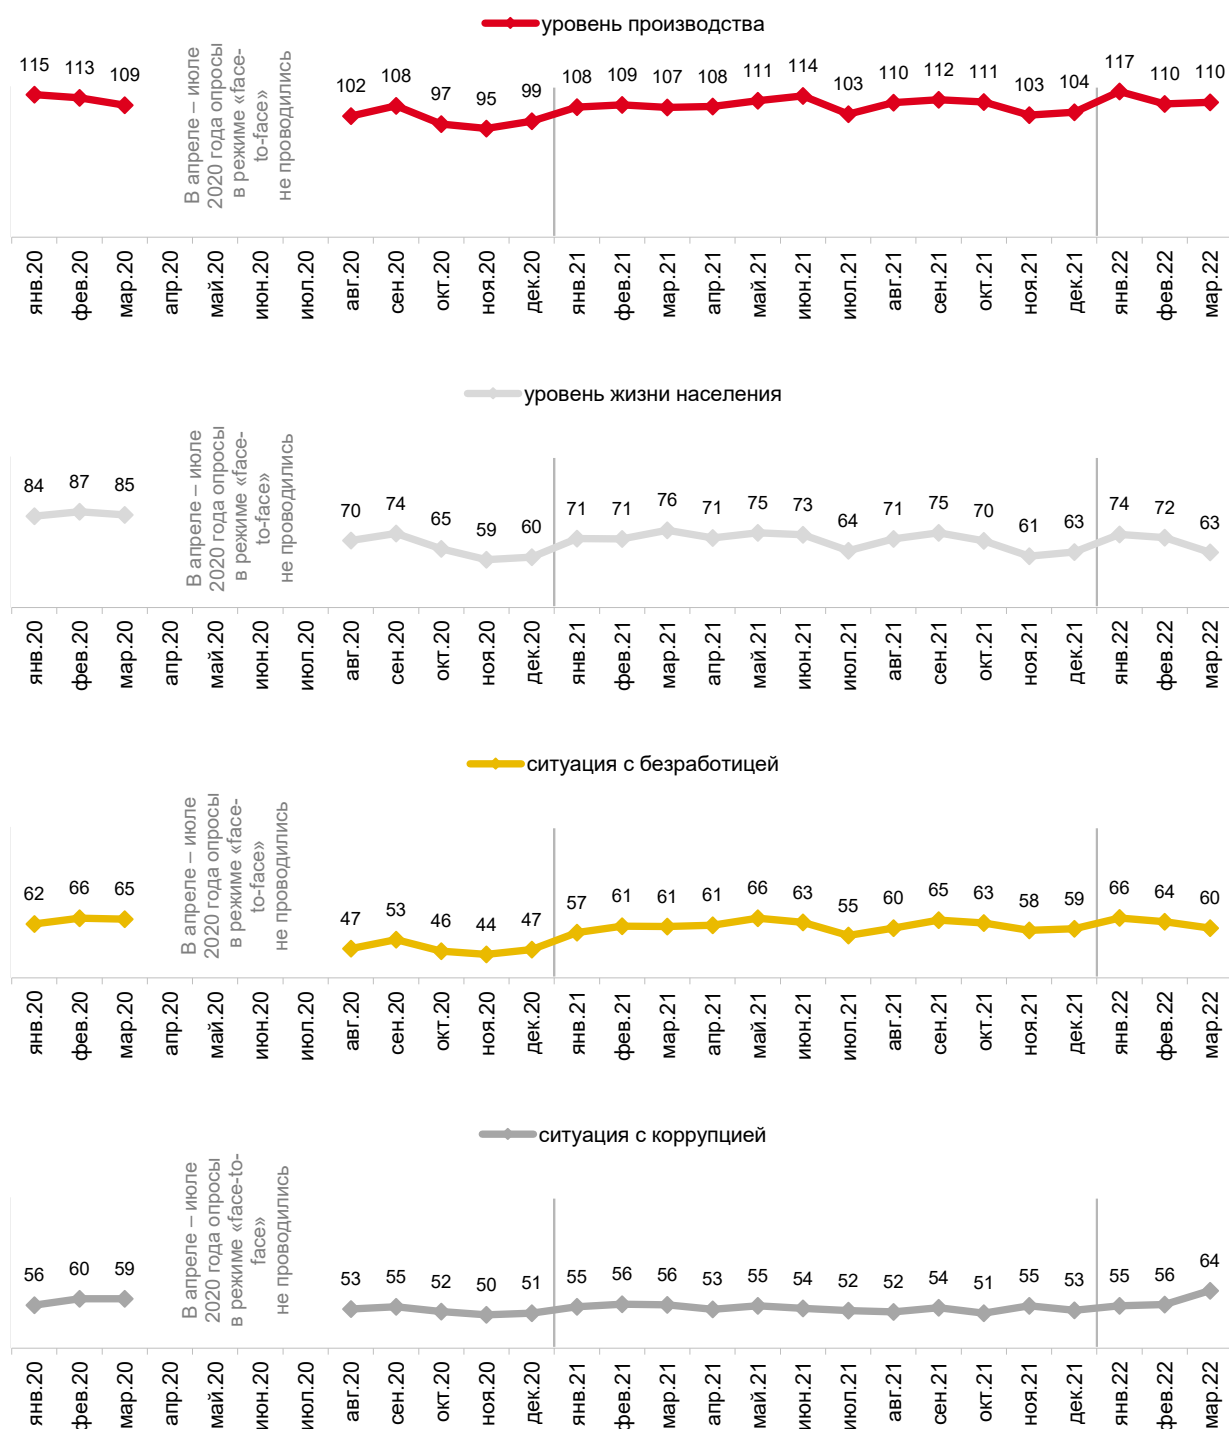 уровень производства
115 113 109 102 108 97 95 99 108 109 107 108 111 114 103 110 112 111 103 104 117 110 110
В апреле – июле
2020 года опросы
в режиме «face-
to-face»
не проводились
янв.20 фев.20 мар.20 апр.20 май.20 июн.20 июл.20 авг.20 сен.20 окт.20 ноя.20 дек.20 янв.21 фев.21 мар.21 апр.21 май.21 июн.21 июл.21 авг.21 сен.21 окт.21 ноя.21 дек.21 янв.22 фев.22 мар.22
уровень жизни населения
84 87 85 70 74 65 59 60 71 71 76 71 75 73 64 71 75 70 61 63 74 72 63
В апреле – июле
2020 года опросы
в режиме «face-
to-face»
не проводились
янв.20 фев.20 мар.20 апр.20 май.20 июн.20 июл.20 авг.20 сен.20 окт.20 ноя.20 дек.20 янв.21 фев.21 мар.21 апр.21 май.21 июн.21 июл.21 авг.21 сен.21 окт.21 ноя.21 дек.21 янв.22 фев.22 мар.22
ситуация с безработицей
62 66 65 47 53 46 44 47 57 61 61 61 66 63 55 60 65 63 58 59 66 64 60
В апреле – июле
2020 года опросы
в режиме «face-
to-face»
не проводились
янв.20 фев.20 мар.20 апр.20 май.20 июн.20 июл.20 авг.20 сен.20 окт.20 ноя.20 дек.20 янв.21 фев.21 мар.21 апр.21 май.21 июн.21 июл.21 авг.21 сен.21 окт.21 ноя.21 дек.21 янв.22 фев.22 мар.22
ситуация с коррупцией
56 60 59 53 55 52 50 51 55 56 56 53 55 54 52 52 54 51 55 53 55 56 64
В апреле – июле
2020 года опросы
в режиме «face-to-
face»
не проводились
янв.20 фев.20 мар.20 апр.20 май.20 июн.20 июл.20 авг.20 сен.20 окт.20 ноя.20 дек.20 янв.21 фев.21 мар.21 апр.21 май.21 июн.21 июл.21 авг.21 сен.21 окт.21 ноя.21 дек.21 янв.22 фев.22 мар.22